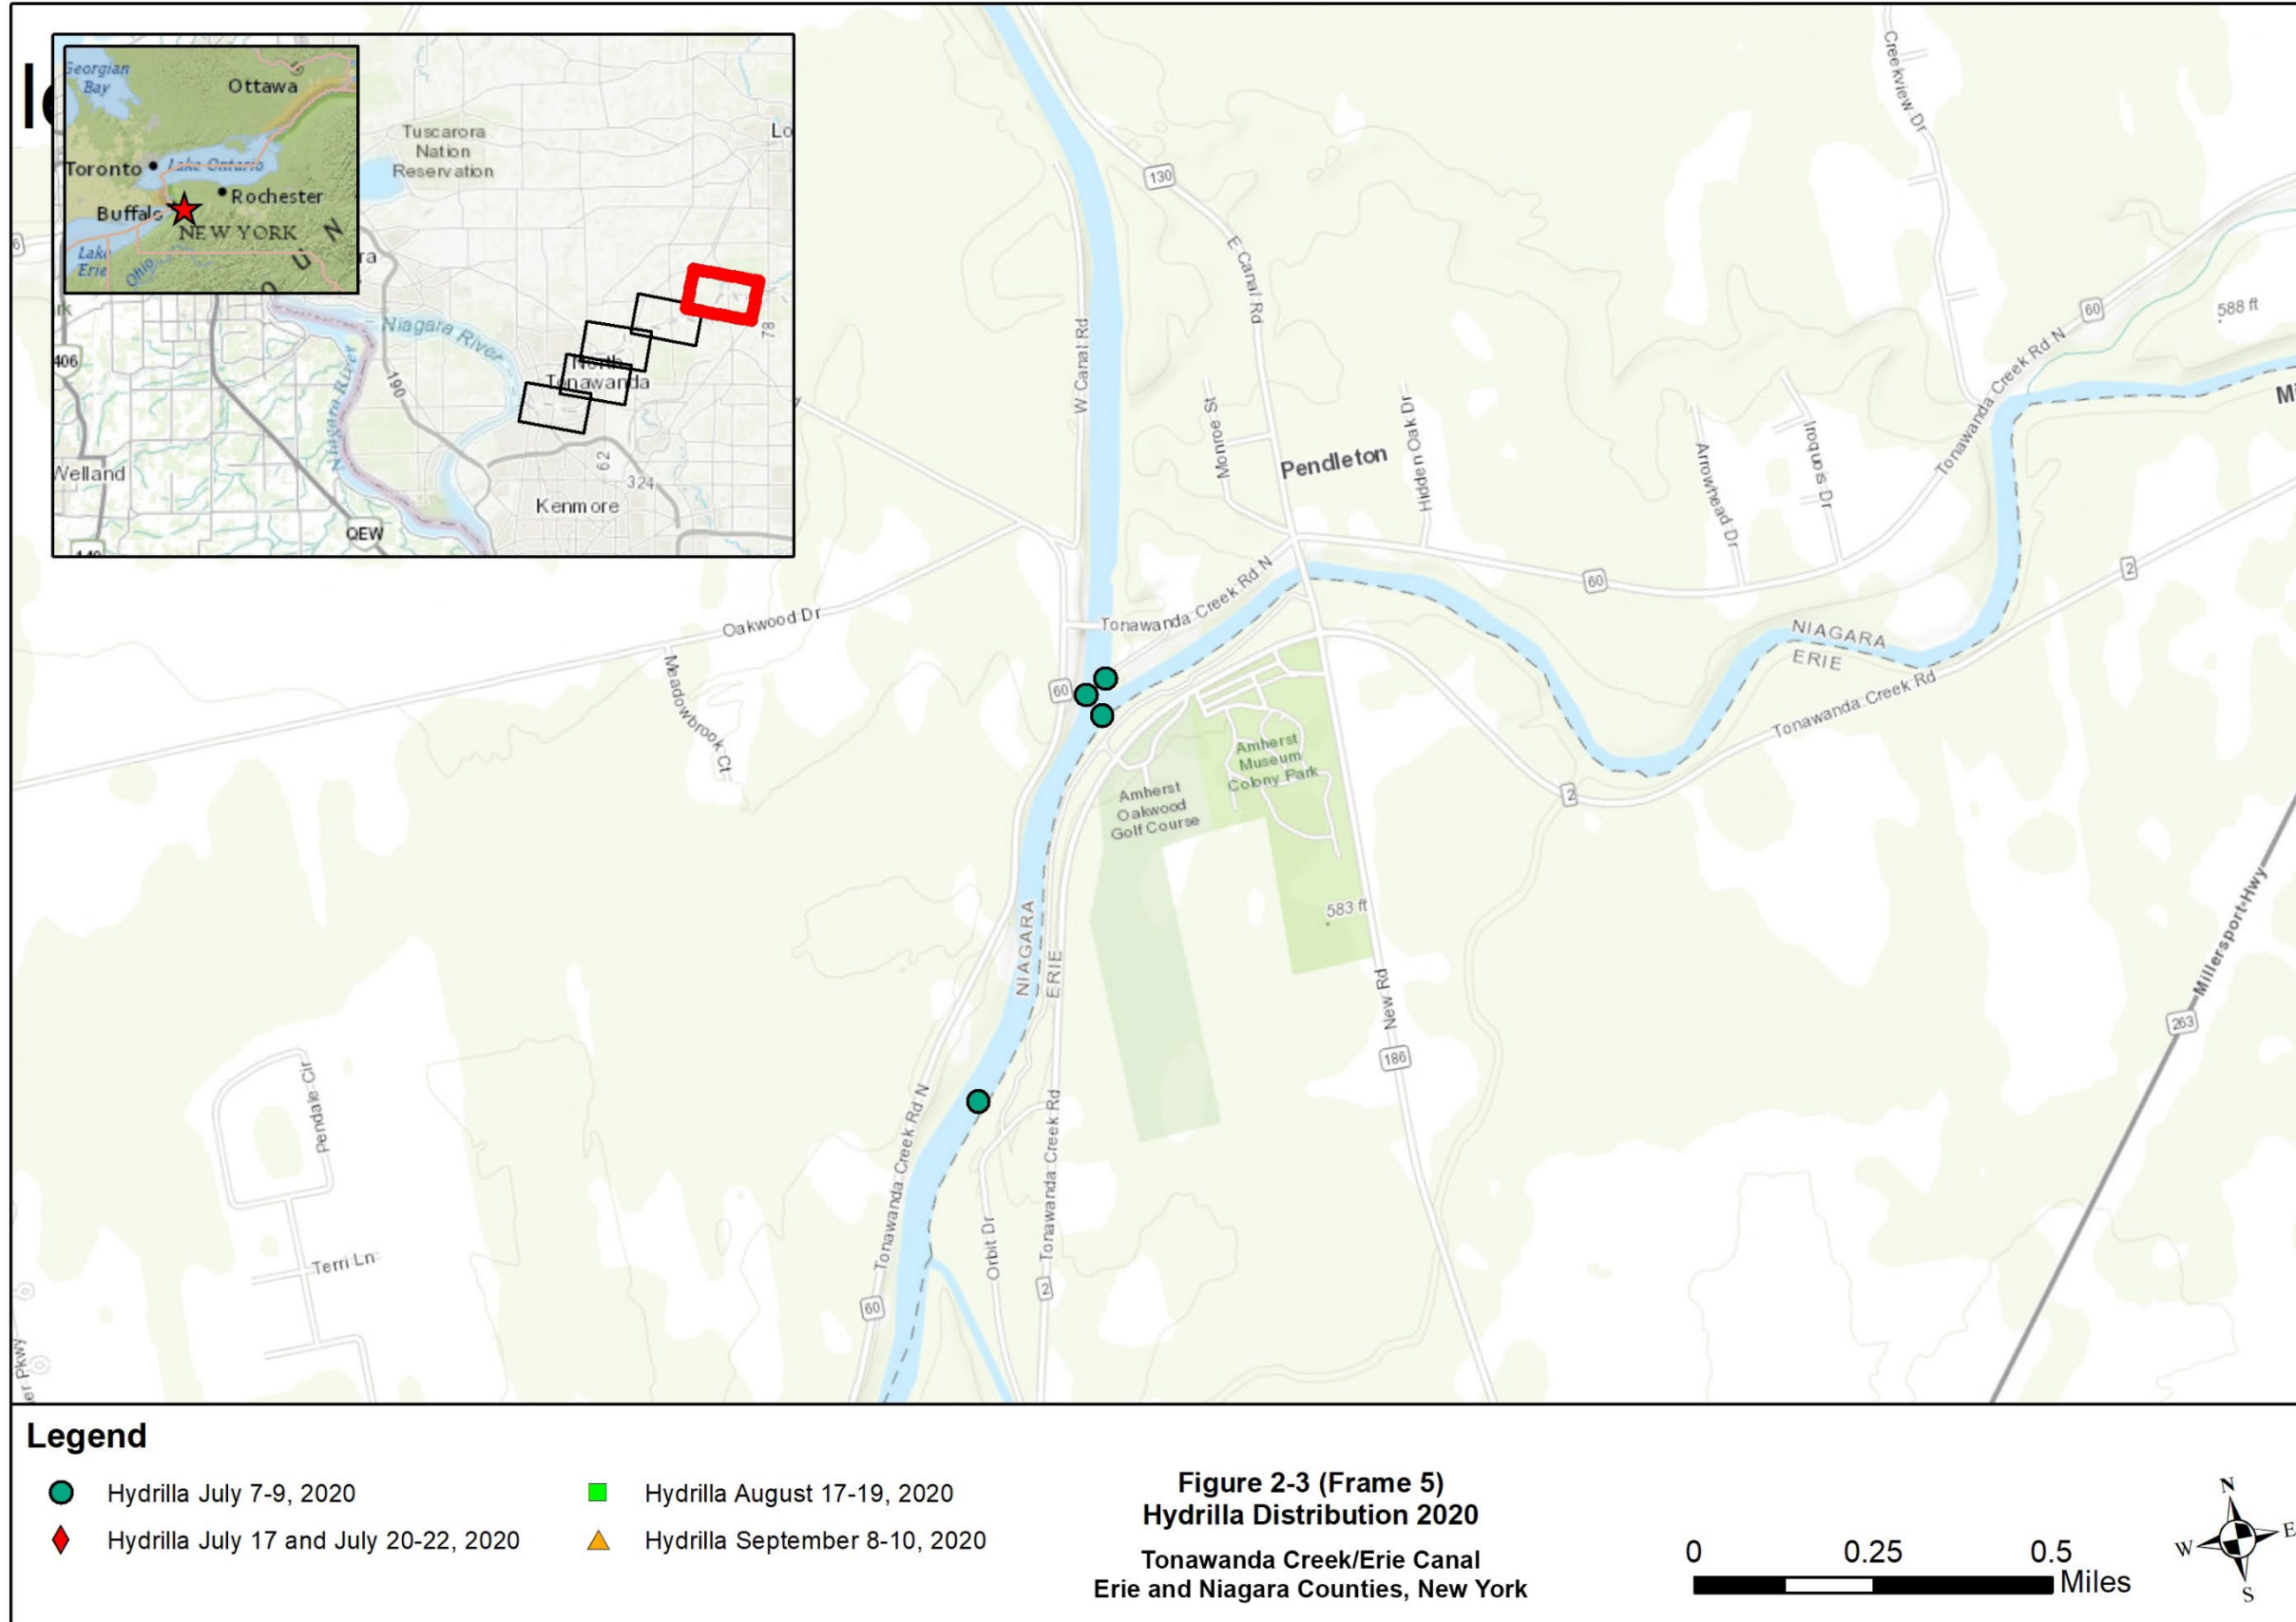 Georgian
Bay
Ottawa
Toronto
Lake Ontario
Rochester
Buffalo
NEW YORK
Lake
Erie
Ohio
Tuscarora
Nation
Reservation
Niagara River
Niagara River
190
406
North
Tonawanda
78
62
324
Welland
Kenmore
QEW
130
Creekview Dr
E Canal Rd
W Canal Rd
60
588 ft
Tonawanda Creek Rd N
Monroe St
Pendleton
Hidden Oak Dr
Arrowhead Dr
Iroquois Dr
60
2
Oakwood Dr
Tonawanda Creek Rd N
NIAGARA
ERIE
Meadowbrook Ct
60
Tonawanda Creek Rd
Amherst
Museum
Colony Park
Amherst
Oakwood
Golf Course
2
583 ft
NIAGARA
ERIE
Millersport Hwy
New Rd
263
186
Pendale Cir
Tonawanda Creek Rd N
Tonawanda Creek Rd
Orbit Dr
Terri Ln
2
60
Legend
Hydrilla July 7-9, 2020
Hydrilla August 17-19, 2020
Hydrilla July 17 and July 20-22, 2020
Hydrilla September 8-10, 2020
Figure 2-3 (Frame 5)
Hydrilla Distribution 2020
Tonawanda Creek/Erie Canal
Erie and Niagara Counties, New York
0 0.25 0.5
Miles
N
W E
S